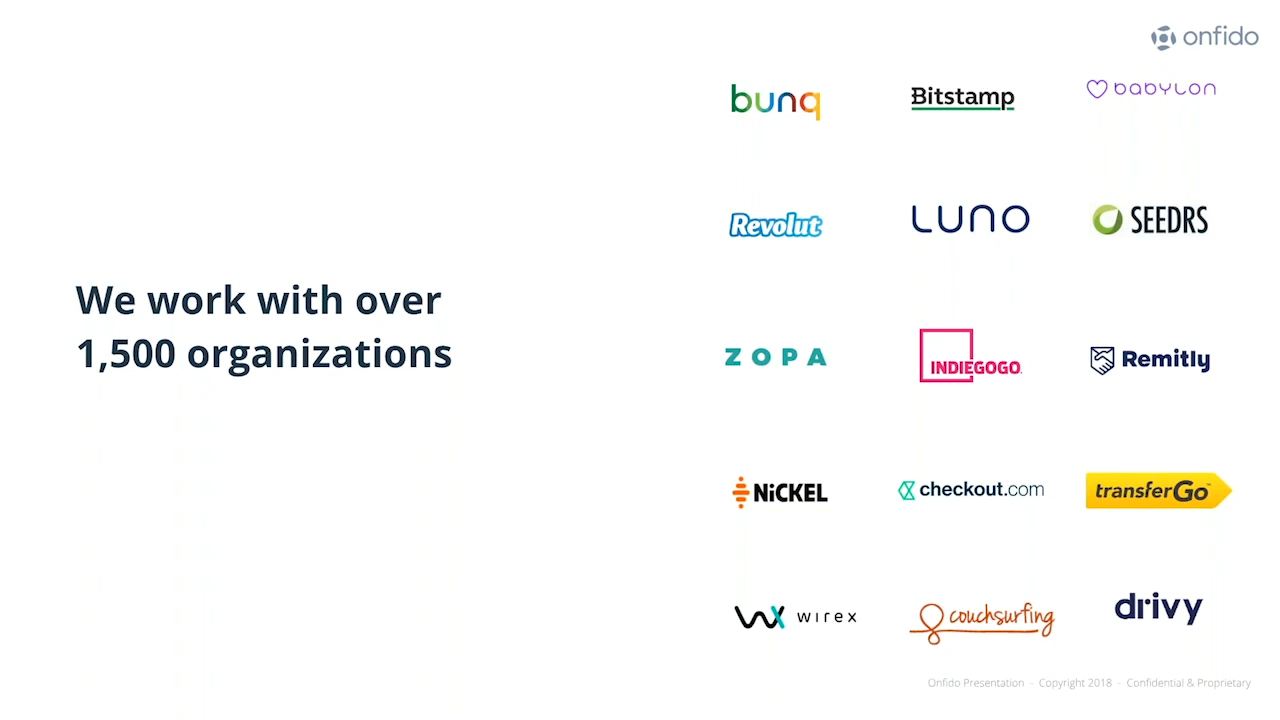 onfido
bunq
Bitstamp
babylon
Revolut
LUNO
SEEDRS
We work with over
1,500 organizations
ZOPA
INDIEGOGO
Remitly
NiCKEL
checkout.com
transferGo™
wirex
couchsurfing
drivy
Onfido Presentation - Copyright 2018 - Confidential & Proprietary